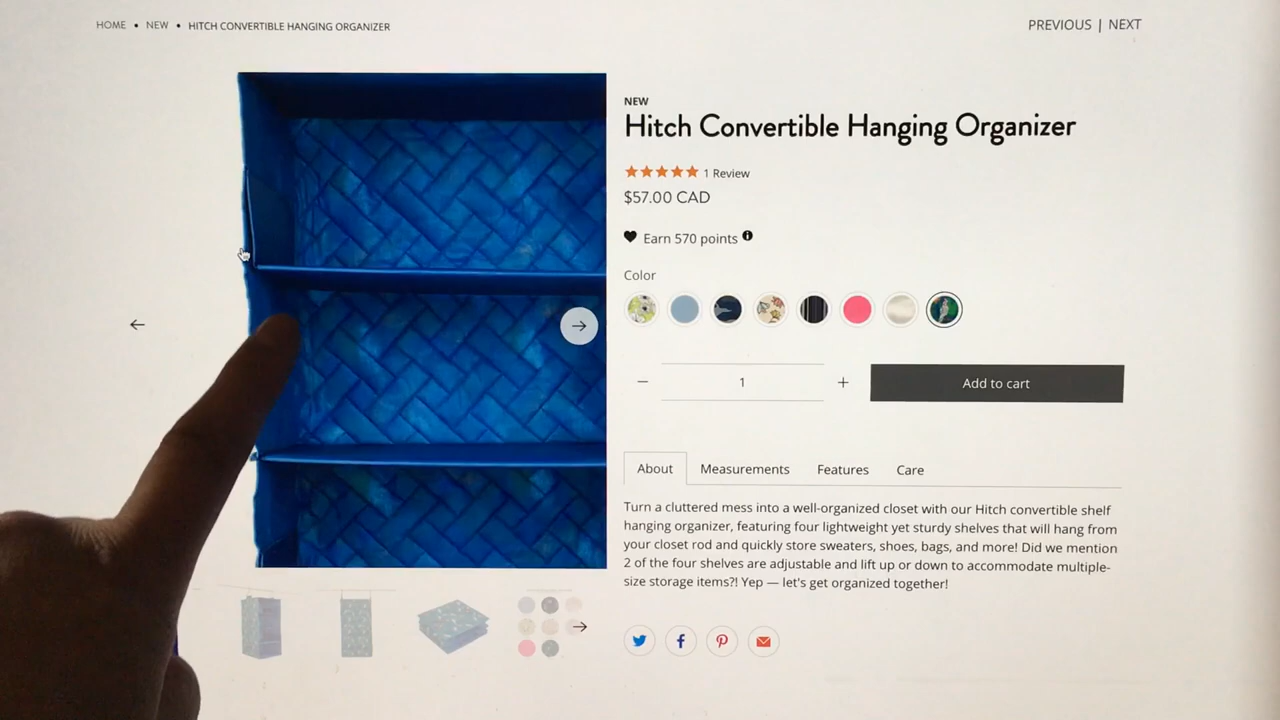 HOME • NEW • HITCH CONVERTIBLE HANGING ORGANIZER
PREVIOUS | NEXT
NEW
Hitch Convertible Hanging Organizer
1 Review
$57.00 CAD
Earn 570 points
Color
− 1 +
Add to cart
About Measurements Features Care
Turn a cluttered mess into a well-organized closet with our Hitch convertible shelf
hanging organizer, featuring four lightweight yet sturdy shelves that will hang from
your closet rod and quickly store sweaters, shoes, bags, and more! Did we mention
2 of the four shelves are adjustable and lift up or down to accommodate multiple-
size storage items?! Yep — let's get organized together!